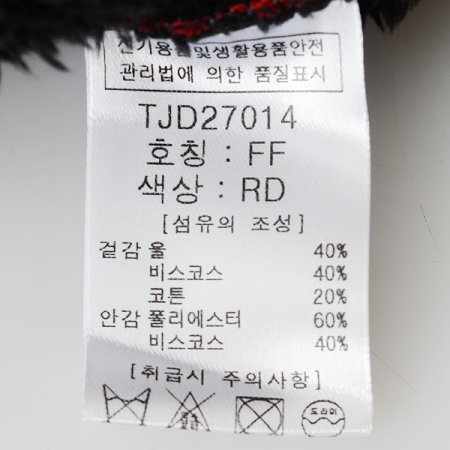 전기용품및생활용품안전
관리법에 의한 품질표시
TJD27014
호칭 : FF
색상 : RD
[섬유의 조성]
겉감 울 40%
비스코스 40%
코튼 20%
안감 폴리에스터 60%
비스코스 40%
[취급시 주의사항]
드라이